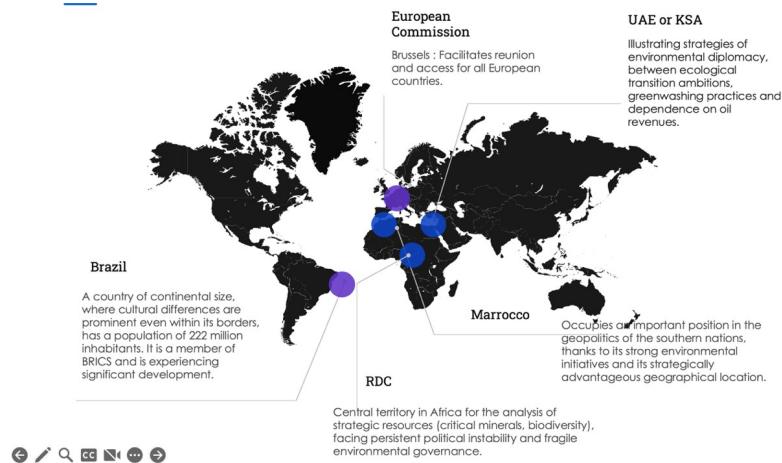 European
Commission
Brussels : Facilitates reunion
and access for all European
countries.
UAE or KSA
Illustrating strategies of
environmental diplomacy,
between ecological
transition ambitions,
greenwashing practices and
dependence on oil
revenues.
Brazil
A country of continental size,
where cultural differences are
prominent even within its borders,
has a population of 222 million
inhabitants. It is a member of
BRICS and is experiencing
significant development.
Marrocco
Occupies an important position in the
geopolitics of the southern nations,
thanks to its strong environmental
initiatives and its strategically
advantageous geographical location.
RDC
Central territory in Africa for the analysis of
strategic resources (critical minerals, biodiversity),
facing persistent political instability and fragile
environmental governance.
CC